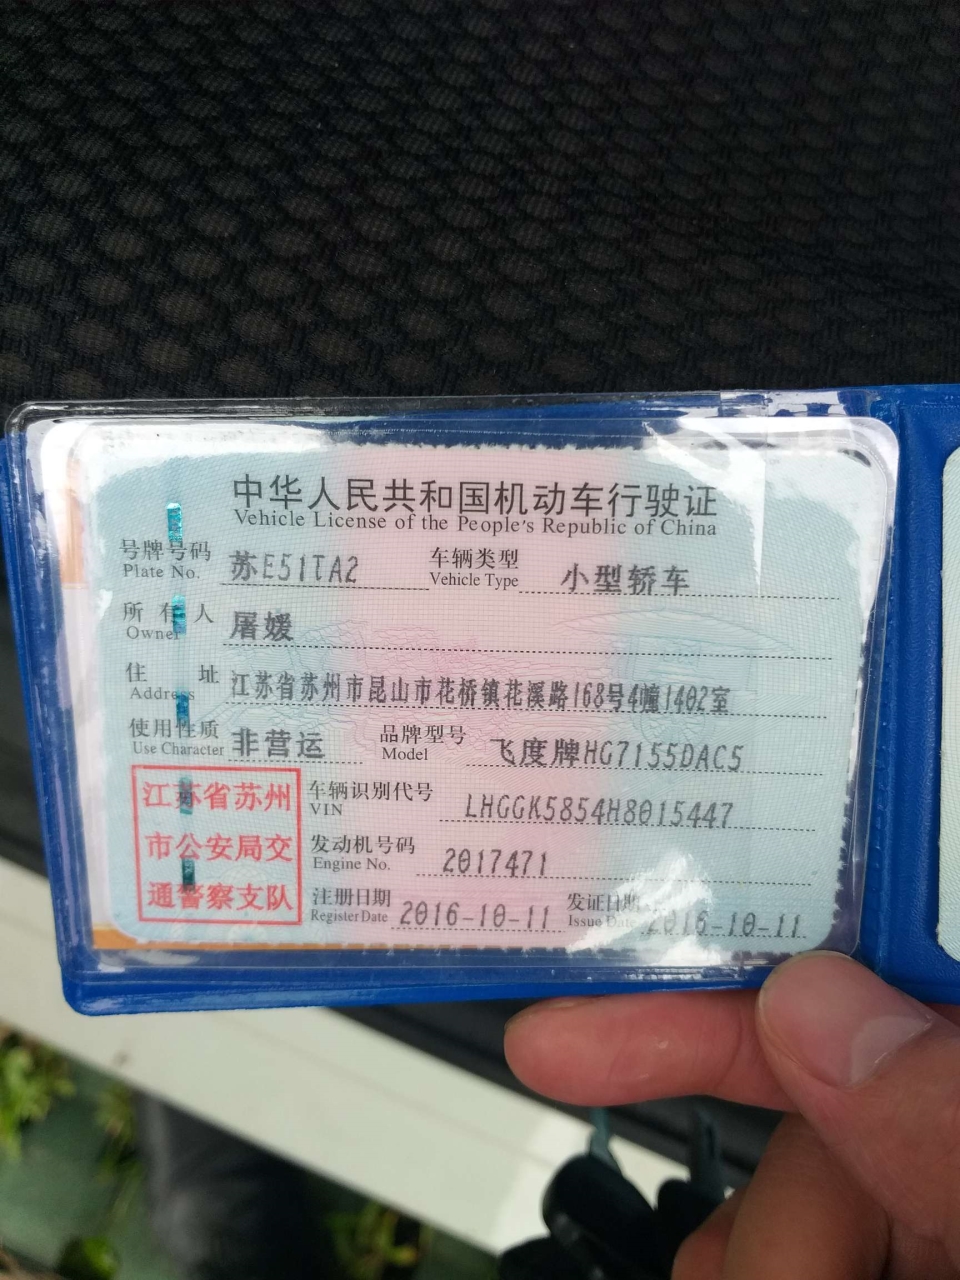 中华人民共和国机动车行驶证
Vehicle License of the People's Republic of China
号牌号码 苏E51TA2 车辆类型 小型轿车
Plate No. Vehicle Type
所有人 屠媛
Owner
住址 江苏省苏州市昆山市花桥镇花溪路168号4幢1402室
Address
使用性质 非营运 品牌型号 飞度牌HG7155DAC5
Use Character Model
江苏省苏州 车辆识别代号 LHGGK5854H8015447
VIN
市公安局交 发动机号码 2017471
Engine No.
通警察支队 注册日期 2016-10-11 发证日期 2016-10-11
Register Date Issue Date